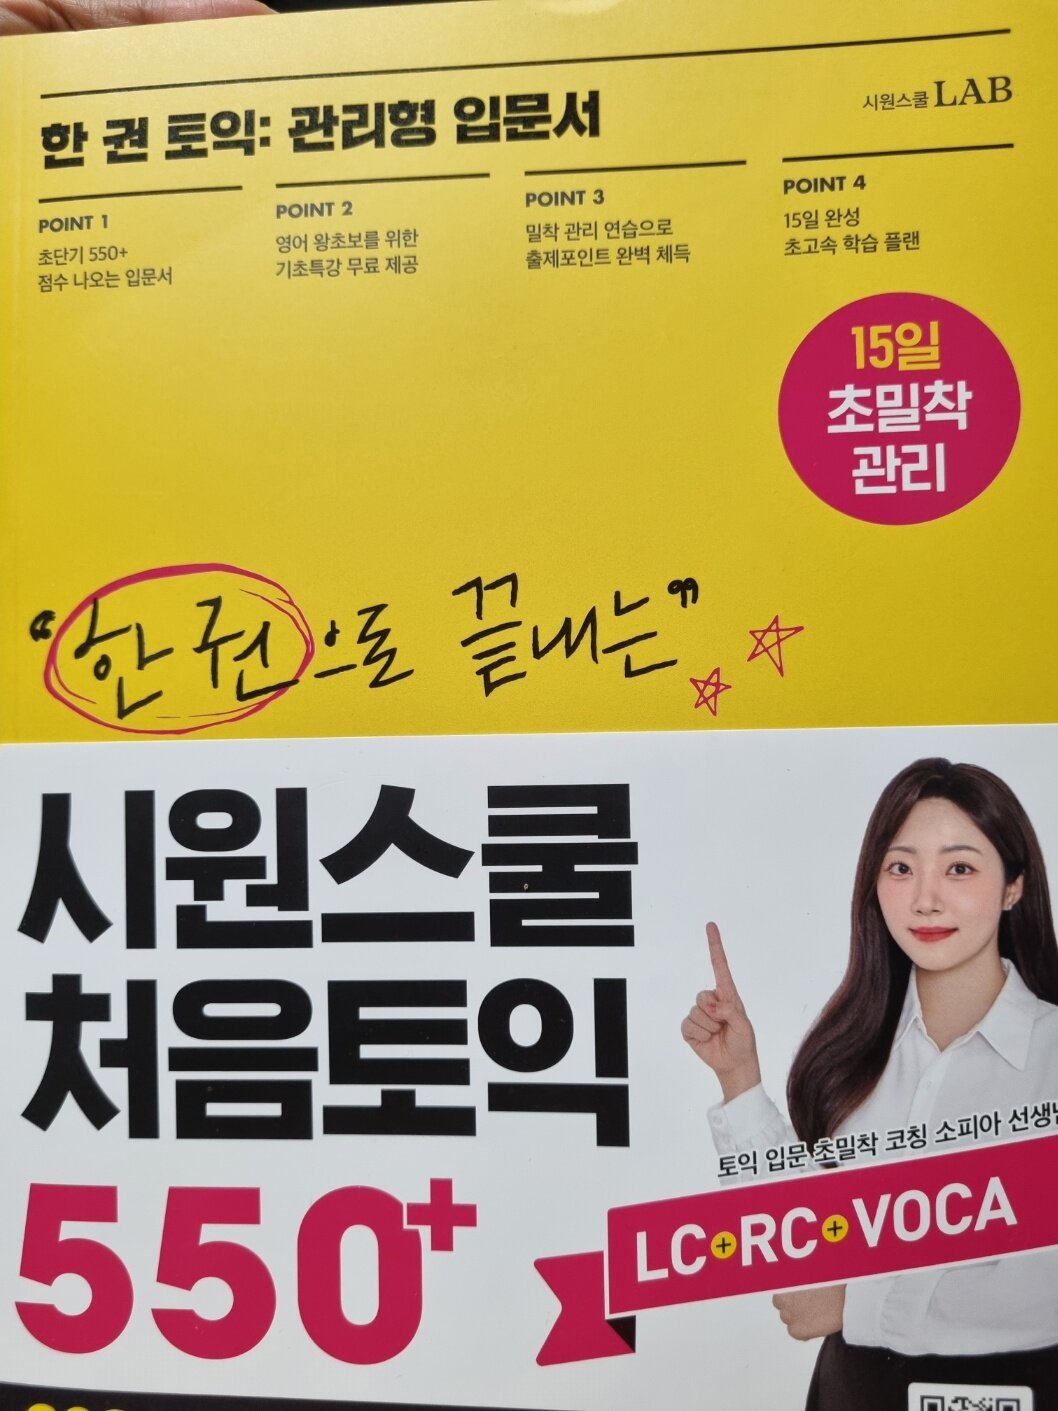 한 권 토익: 관리형 입문서
시원스쿨 LAB
POINT 1
초단기 550+
점수 나오는 입문서
POINT 2
영어 왕초보를 위한
기초특강 무료 제공
POINT 3
밀착 관리 연습으로
출제포인트 완벽 체득
POINT 4
15일 완성
초고속 학습 플랜
15일
초밀착
관리
“한 권으로 끝내는”
시원스쿨
처음토익
550+
토익 입문 초밀착 코칭 소피아 선생
LC+RC+VOCA